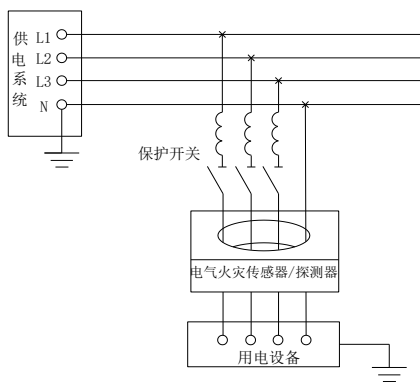 供电系统
L1
L2
L3
N
保护开关
电气火灾传感器/探测器
用电设备